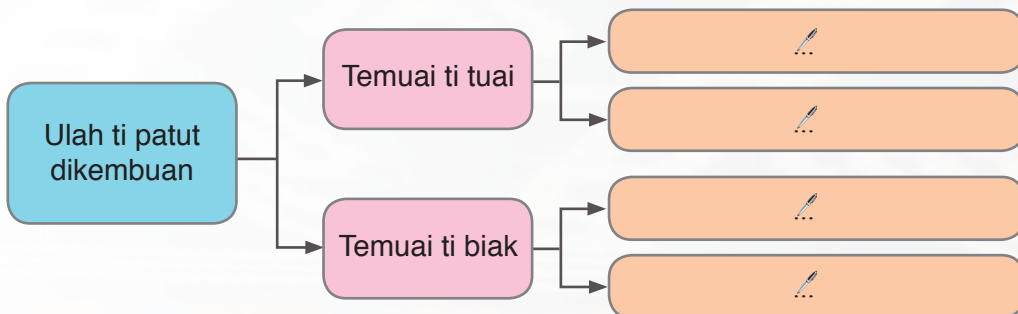 Ulah ti patut
dikembuan
Temuai ti tuai
Temuai ti biak